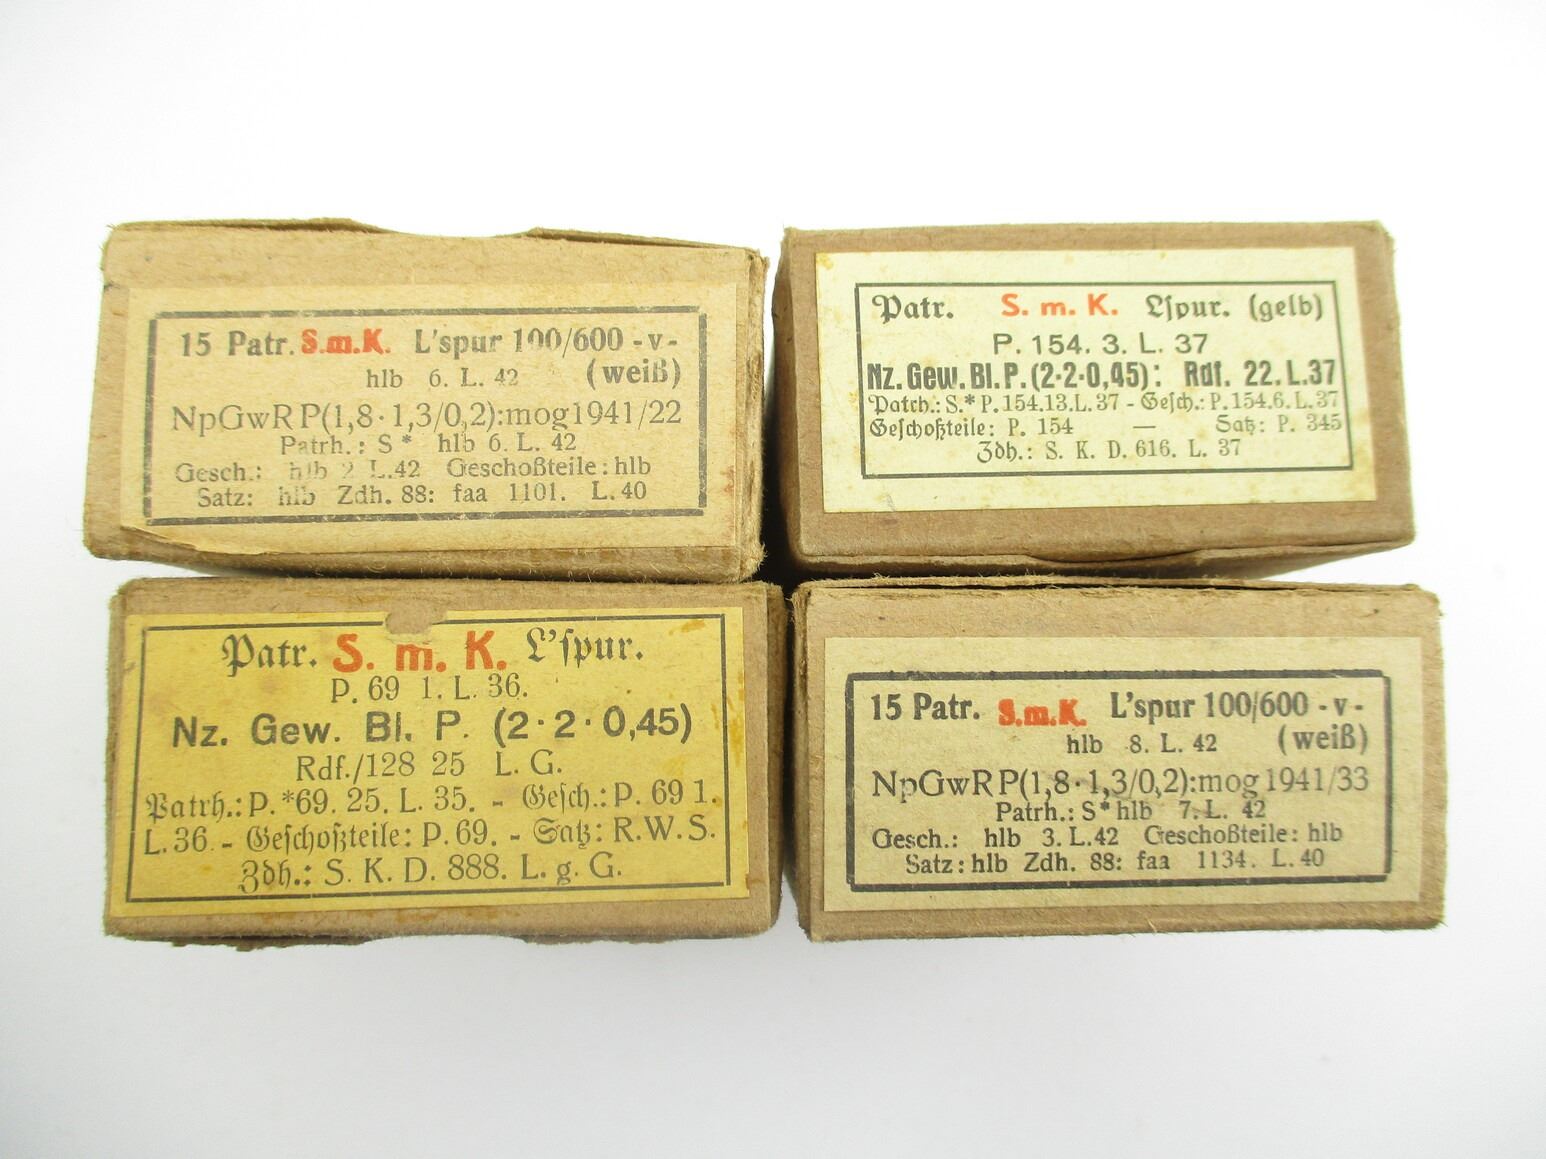 15 Patr. S.m.K. L'spur 100/600 -v-
hlb 6. L. 42 (weiß)
NpGwRP(1,8·1,3/0,2):mog1941/22
Patrh.: S* hlb 6. L. 42
Gesch.: hlb 2 L.42 Geschoßteile: hlb
Satz: hlb Zdh. 88: faa 1101. L.40
Patr. S. m. K. L'spur. (gelb)
P. 154. 3. L. 37
Nz. Gew. Bl. P. (2·2·0,45): Rdf. 22. L. 37
Patrh.: S.* P. 154.13.L.37 - Gesch.: P. 154.6. L. 37
Geschoßteile: P. 154 — Satz: P. 345
Zdh.: S. K. D. 616. L. 37
Patr. S. m. K. L'spur.
P. 69 1. L. 36.
Nz. Gew. Bl. P. (2·2·0,45)
Rdf./128 25 L. G.
Patrh.: P. *69. 25. L. 35. - Gesch.: P. 69 1.
L. 36 - Geschoßteile: P. 69. - Satz: R.W.S.
Zdh.: S. K. D. 888. L. g. G.
15 Patr. S.m.K. L'spur 100/600 -v-
hlb 8. L. 42 (weiß)
NpGwRP(1,8·1,3/0,2):mog 1941/33
Patrh.: S* hlb 7. L. 42
Gesch.: hlb 3. L.42 Geschoßteile: hlb
Satz: hlb Zdh. 88: faa 1134. L.40